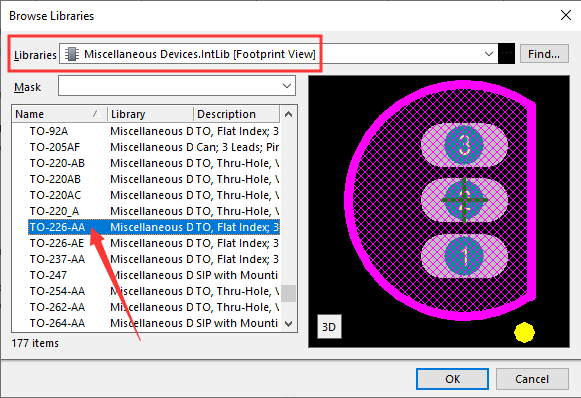 Browse Libraries
Libraries Miscellaneous Devices.IntLib [Footprint View] ... Find...
Mask
Name Library Description
TO-92A Miscellaneous D TO, Flat Index; 3
TO-205AF Miscellaneous D Can; 3 Leads; Pin
TO-220-AB Miscellaneous D TO, Thru-Hole, V
TO-220AB Miscellaneous D TO, Thru-Hole, V
TO-220AC Miscellaneous D TO, Thru-Hole, V
TO-220_A Miscellaneous D TO, Thru-Hole, V
TO-226-AA Miscellaneous D TO, Flat Index; 3
TO-226-AE Miscellaneous D TO, Flat Index; 3
TO-237-AA Miscellaneous D TO, Flat Index; 3
TO-247 Miscellaneous D SIP with Mounti
TO-254-AA Miscellaneous D TO, Thru-Hole, V
TO-262-AA Miscellaneous D TO, Thru-Hole, V
TO-264-AA Miscellaneous D SIP with Mounti
177 items
3
2
1
3D
OK Cancel